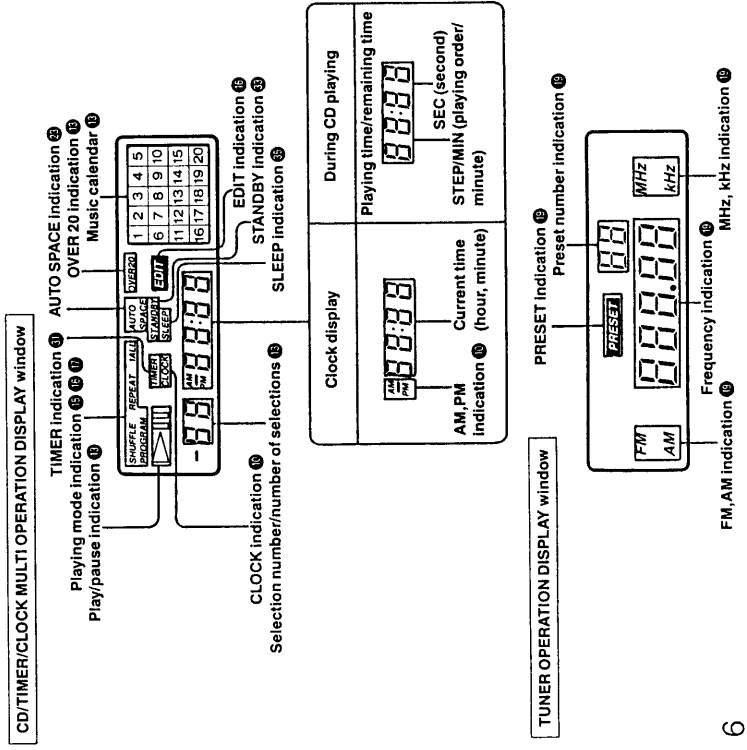 CD/TIMER/CLOCK MULTI OPERATION DISPLAY window
TIMER indication 31
Playing mode indication 15 16 17
Play/pause indication 13
AUTO SPACE indication 23
OVER 20 indication 13
Music calendar 13
SHUFFLE REPEAT 1ALL
PROGRAM
TIMER
CLOCK
AUTO
SPACE
STANDBY
SLEEP
OVER20
EDIT
AM
PM
1 2 3 4 5
6 7 8 9 10
11 12 13 14 15
16 17 18 19 20
CLOCK indication 10
Selection number/number of selections 13
EDIT indication 16
STANDBY Indication 33
SLEEP indication 35
Clock display
During CD playing
AM
PM
AM,PM
indication 10
Current time
(hour, minute)
Playing time/remaining time
SEC (second)
STEP/MIN (playing order/
minute)
TUNER OPERATION DISPLAY window
PRESET indication 19
Preset number indication 19
FM
AM
PRESET
MHz
kHz
FM,AM indication 19
Frequency indication 19
MHz, kHz indication 19
6